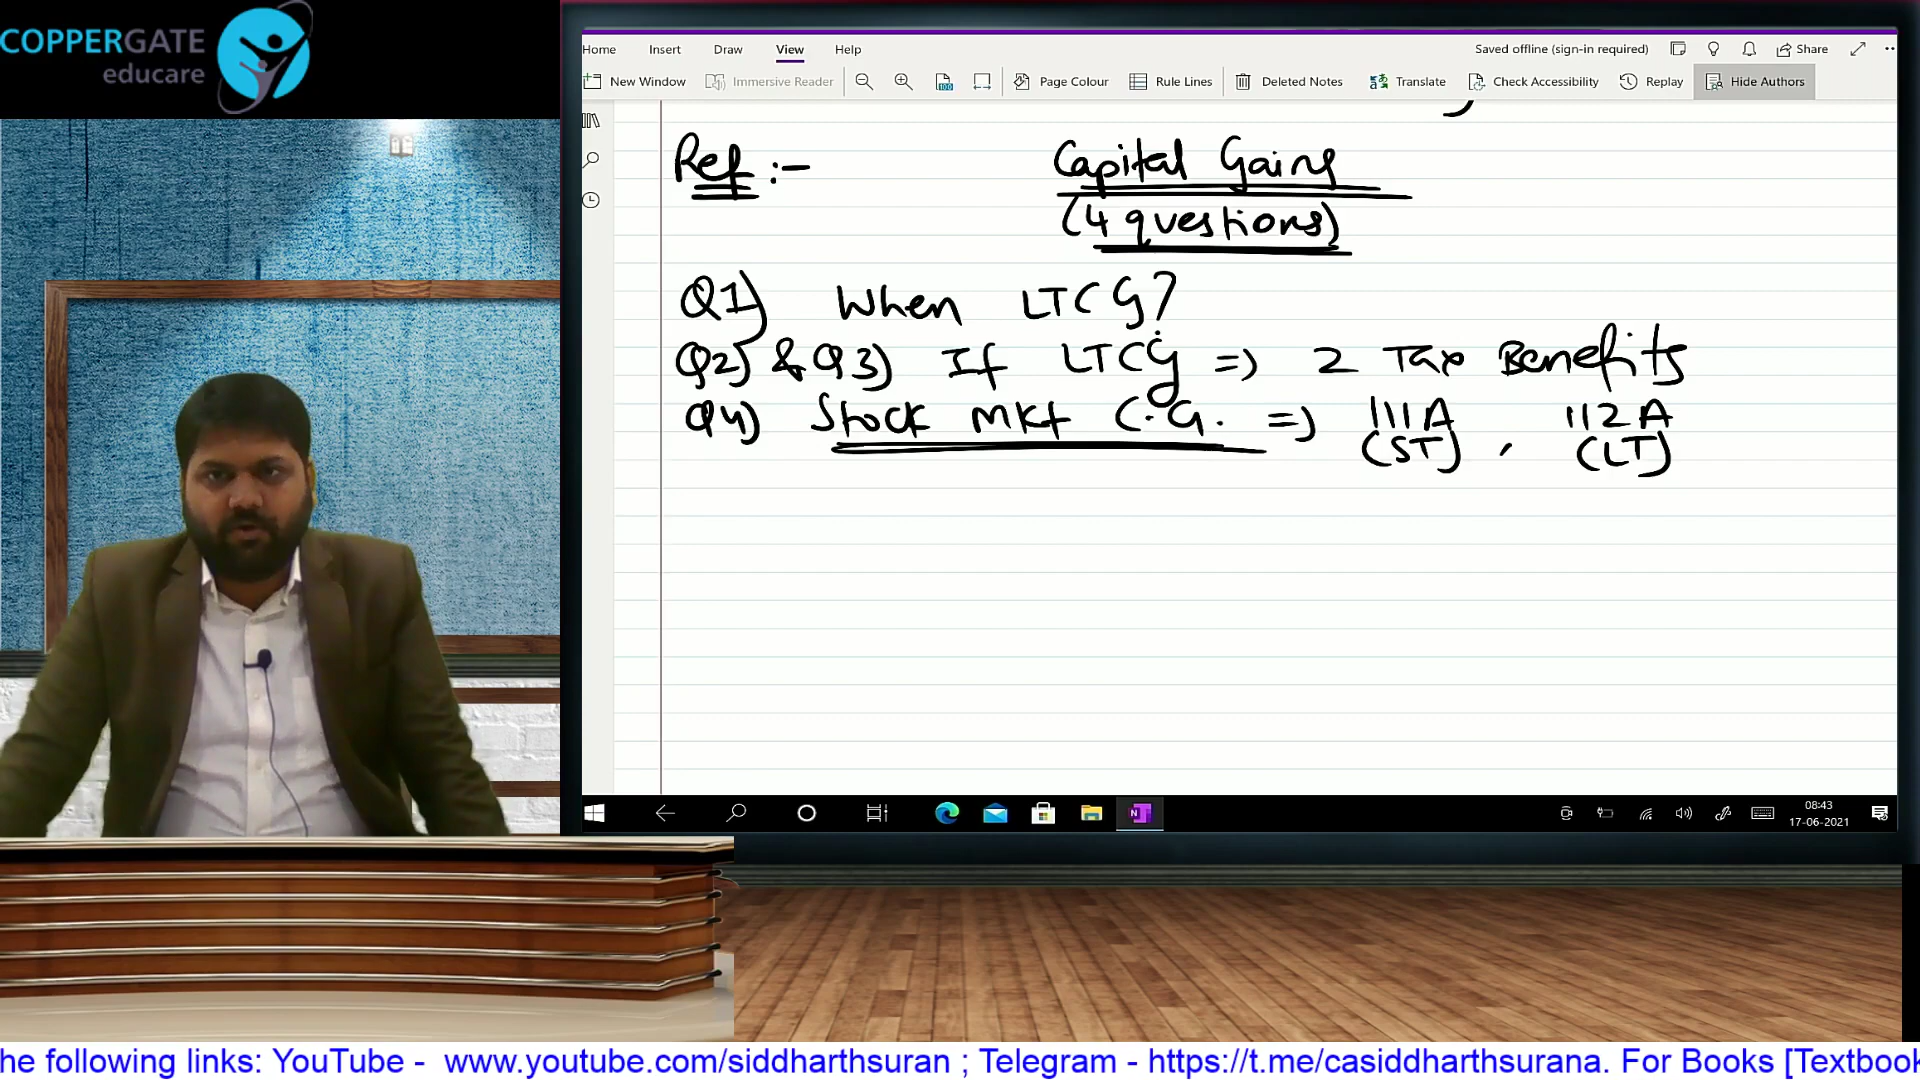 COPPERGATE
educare
Home Insert Draw View Help
Saved offline (sign-in required) Share
New Window Immersive Reader Page Colour Rule Lines Deleted Notes Translate Check Accessibility Replay Hide Authors
Ref :- Capital Gains
(4 questions)
Q1) When LTCG?
Q2) & Q3) If LTCG => 2 Tax Benefits
Q4) Stock Mkt C.G. => 111A , 112A
(ST) (LT)
08:43
17-06-2021
he following links: YouTube - www.youtube.com/siddharthsuran ; Telegram - https://t.me/casiddharthsurana. For Books [Textbook